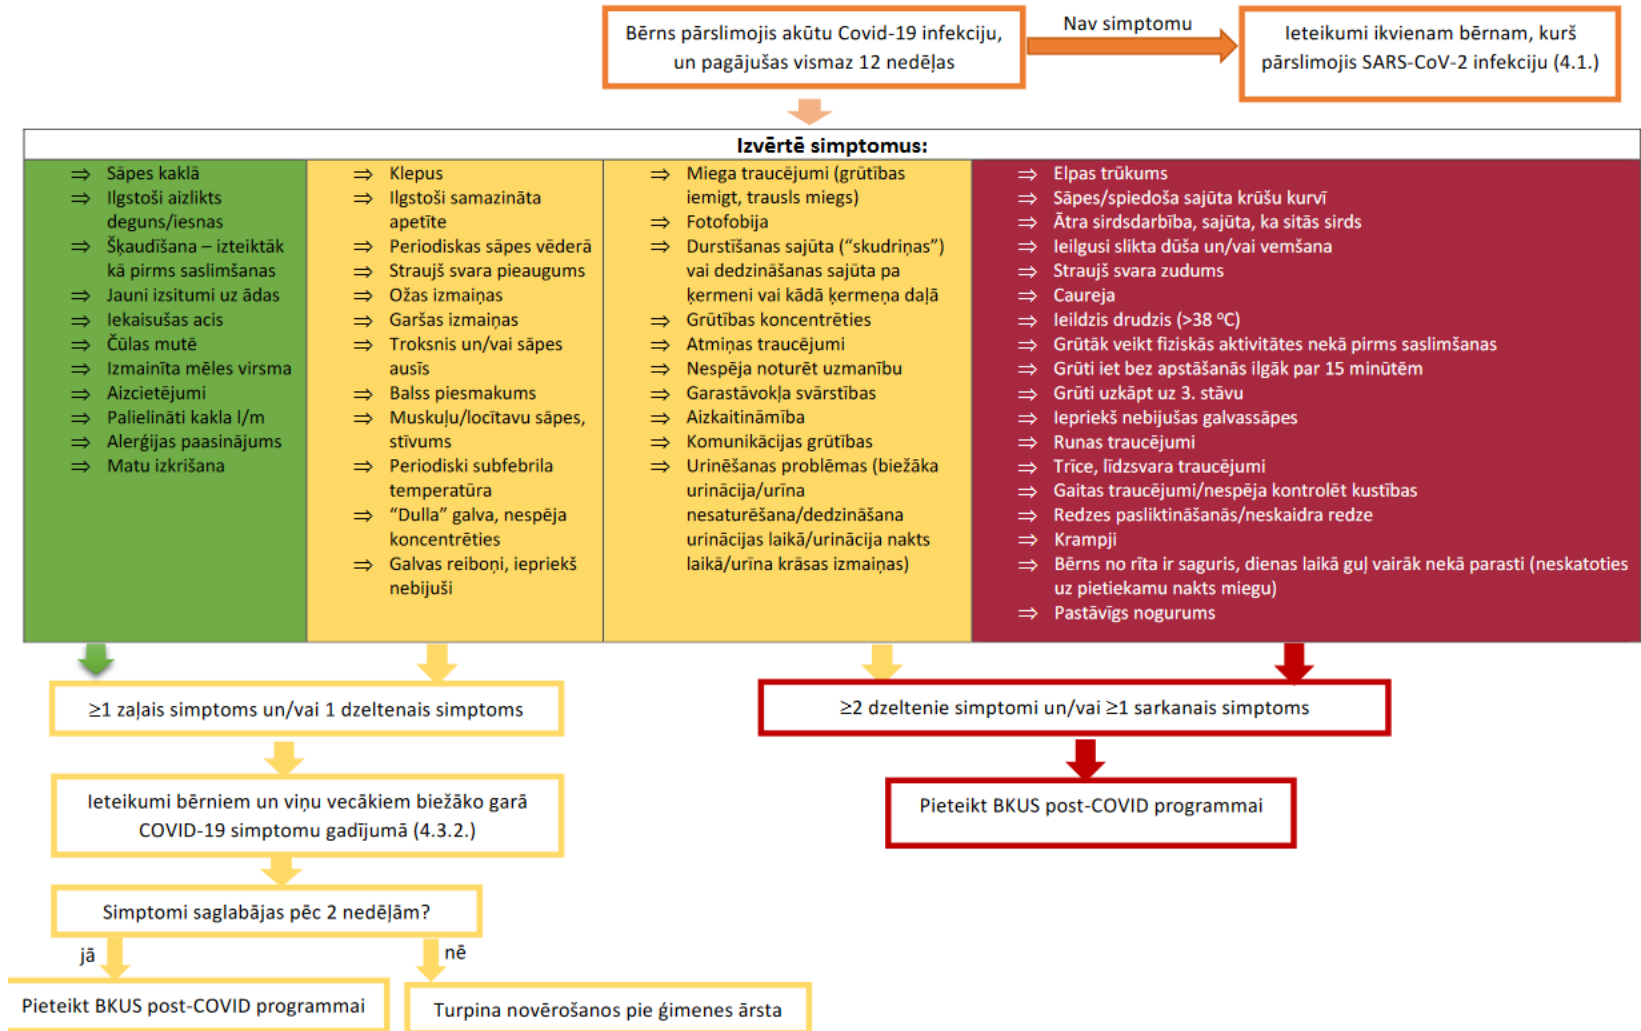 Bērns pārslimojis akūtu Covid-19 infekciju,
un pagājušas vismaz 12 nedēļas
Nav simptomu
Ieteikumi ikvienam bērnam, kurš
pārslimojis SARS-CoV-2 infekciju (4.1.)
Izvērtē simptomus:
⇒ Sāpes kaklā
⇒ Ilgstoši aizlikts
deguns/iesnas
⇒ Šķaudīšana – izteiktāk
kā pirms saslimšanas
⇒ Jauni izsitumi uz ādas
⇒ Iekaisušas acis
⇒ Čūlas mutē
⇒ Izmainīta mēles virsma
⇒ Aizcietējumi
⇒ Palielināti kakla l/m
⇒ Alerģijas paasinājums
⇒ Matu izkrišana
⇒ Klepus
⇒ Ilgstoši samazināta
apetīte
⇒ Periodiskas sāpes vēderā
⇒ Straujš svara pieaugums
⇒ Ožas izmaiņas
⇒ Garšas izmaiņas
⇒ Troksnis un/vai sāpes
ausīs
⇒ Balss piesmakums
⇒ Muskuļu/locītavu sāpes,
stīvums
⇒ Periodiski subfebrila
temperatūra
⇒ “Dulla” galva, nespēja
koncentrēties
⇒ Galvas reiboņi, iepriekš
nebijuši
⇒ Miega traucējumi (grūtības
iemigt, trausls miegs)
⇒ Fotofobija
⇒ Durstīšanas sajūta (“skudriņas”)
vai dedzināšanas sajūta pa
ķermeni vai kādā ķermeņa daļā
⇒ Grūtības koncentrēties
⇒ Atmiņas traucējumi
⇒ Nespēja noturēt uzmanību
⇒ Garastāvokļa svārstības
⇒ Aizkaitināmība
⇒ Komunikācijas grūtības
⇒ Urinēšanas problēmas (biežāka
urinācija/urīna
nesaturēšana/dedzināšana
urinācijas laikā/urinācija nakts
laikā/urīna krāsas izmaiņas)
⇒ Elpas trūkums
⇒ Sāpes/spiedoša sajūta krūšu kurvī
⇒ Ātra sirdsdarbība, sajūta, ka sitās sirds
⇒ Ieilgusi slikta dūša un/vai vemšana
⇒ Straujš svara zudums
⇒ Caureja
⇒ Ieildzis drudzis (>38 °C)
⇒ Grūtāk veikt fiziskās aktivitātes nekā pirms saslimšanas
⇒ Grūti iet bez apstāšanās ilgāk par 15 minūtēm
⇒ Grūti uzkāpt uz 3. stāvu
⇒ Iepriekš nebijušas galvassāpes
⇒ Runas traucējumi
⇒ Trīce, līdzsvara traucējumi
⇒ Gaitas traucējumi/nespēja kontrolēt kustības
⇒ Redzes pasliktināšanās/neskaidra redze
⇒ Krampji
⇒ Bērns no rīta ir saguris, dienas laikā guļ vairāk nekā parasti (neskatoties
uz pietiekamu nakts miegu)
⇒ Pastāvīgs nogurums
≥1 zaļais simptoms un/vai 1 dzeltenais simptoms
≥2 dzeltenie simptomi un/vai ≥1 sarkanais simptoms
Ieteikumi bērniem un viņu vecākiem biežāko garā
COVID-19 simptomu gadījumā (4.3.2.)
Pieteikt BKUS post-COVID programmai
Simptomi saglabājas pēc 2 nedēļām?
jā
nē
Pieteikt BKUS post-COVID programmai
Turpina novērošanos pie ģimenes ārsta